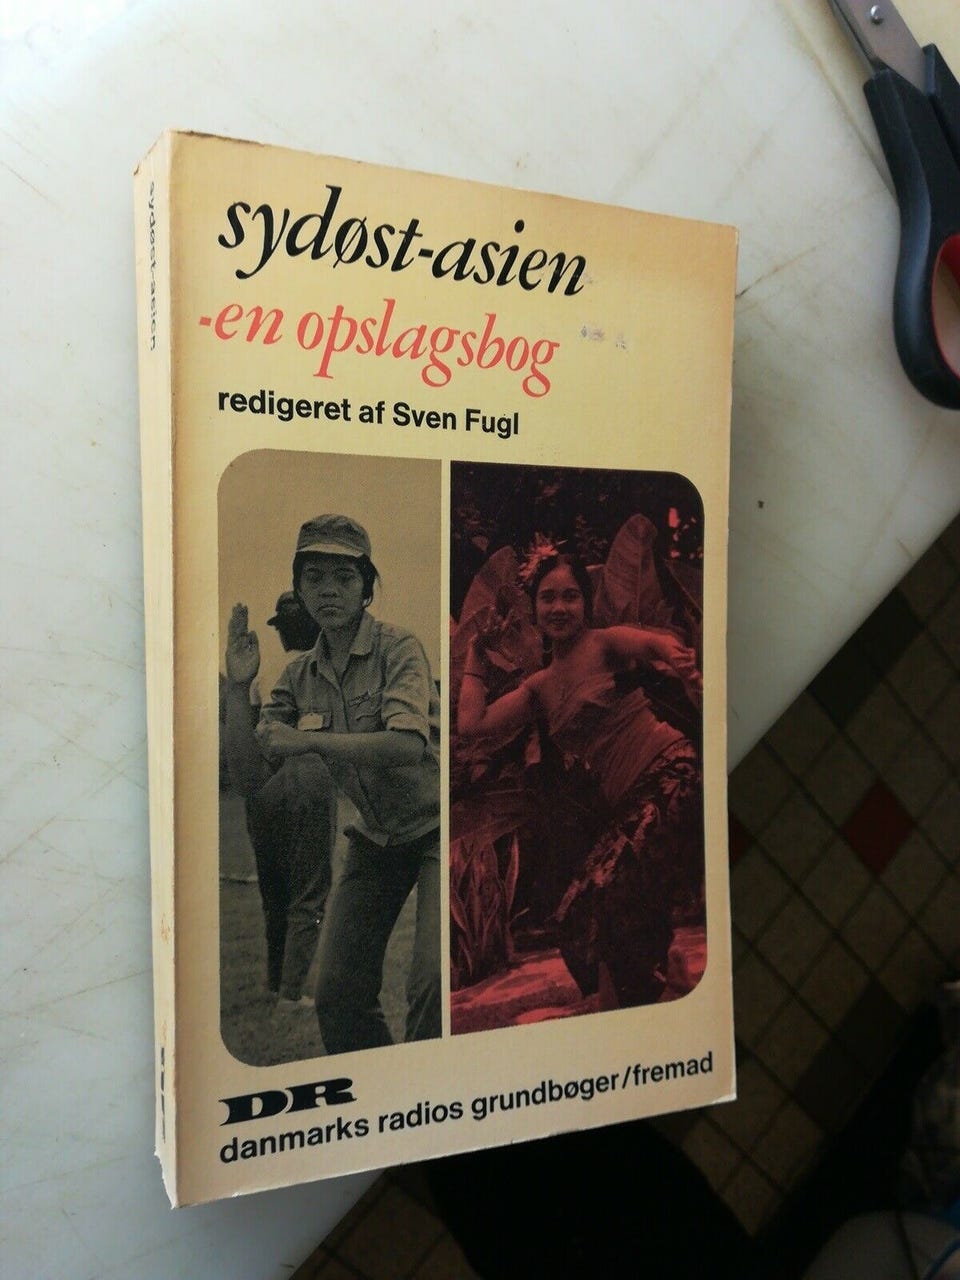 sydøst-asien
-en opslagsbog
redigeret af Sven Fugl
DR
danmarks radios grundbøger/fremad
sydøst-asien